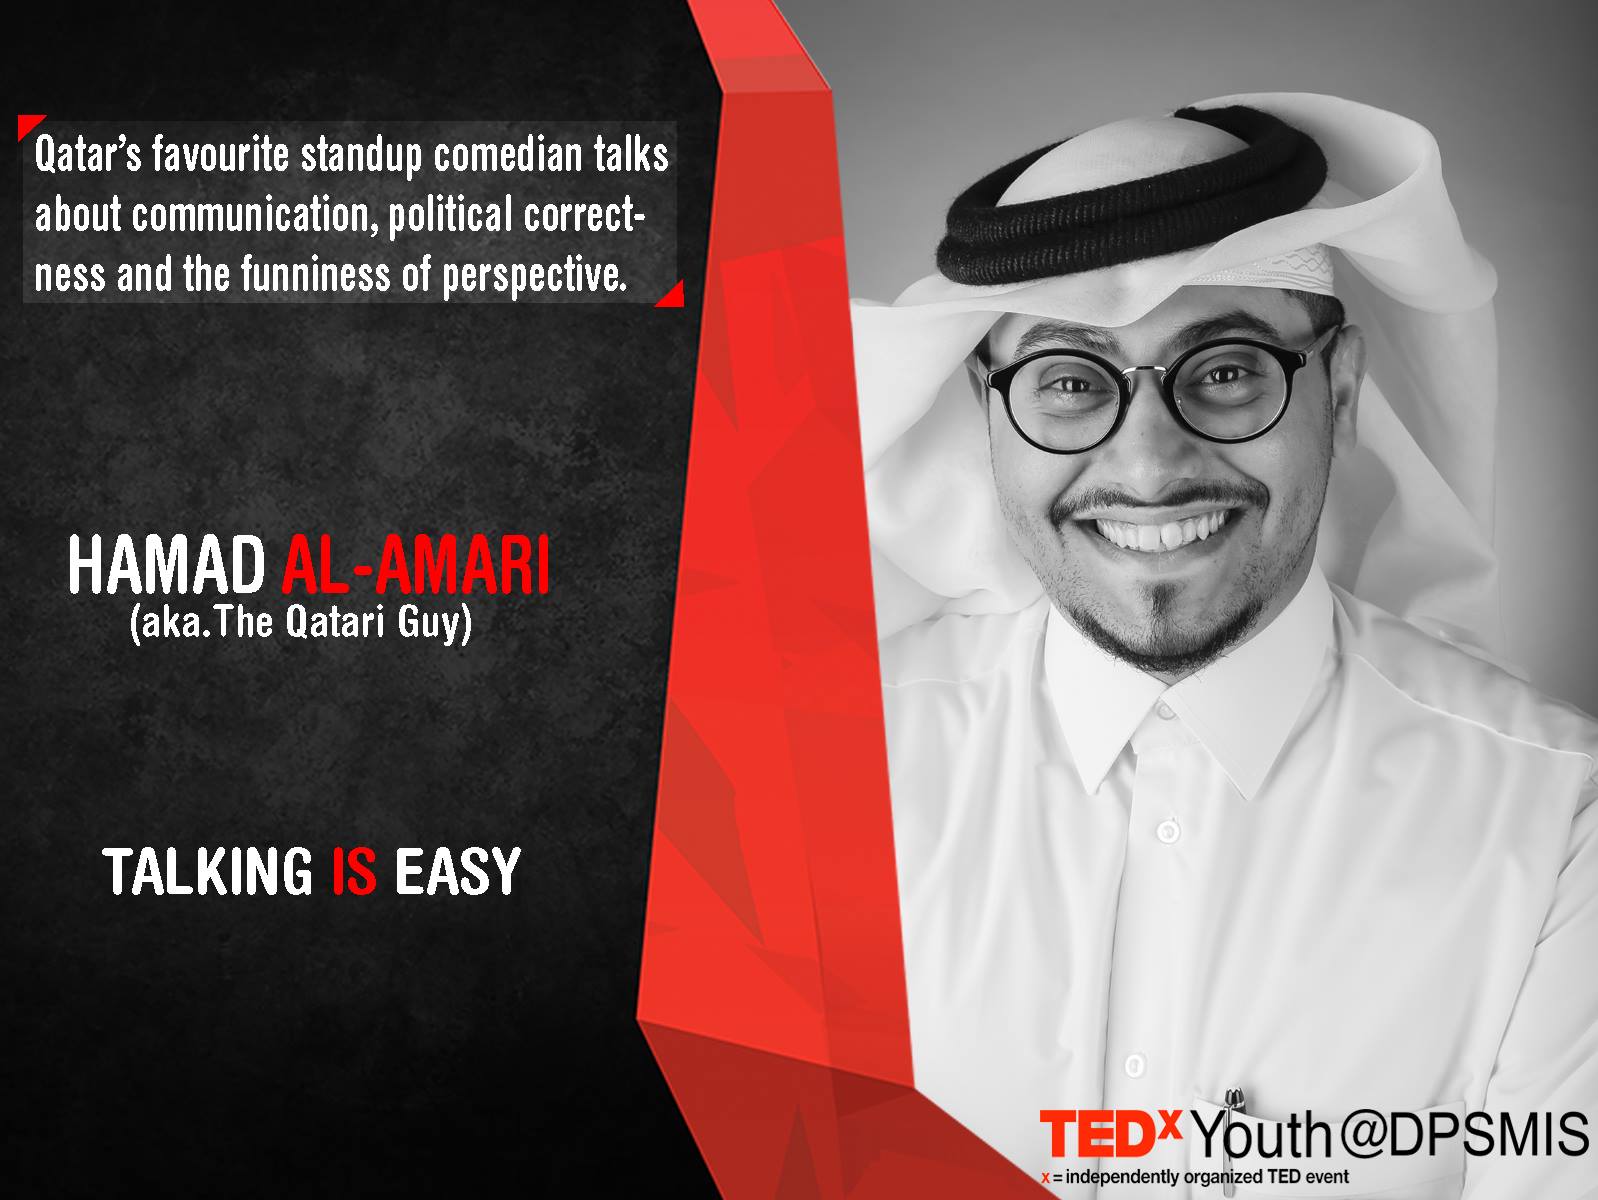 Qatar's favourite standup comedian talks
about communication, political correct-
ness and the funniness of perspective.
HAMAD AL-AMARI
(aka.The Qatari Guy)
TALKING IS EASY
TEDx Youth@DPSMIS
x = independently organized TED event